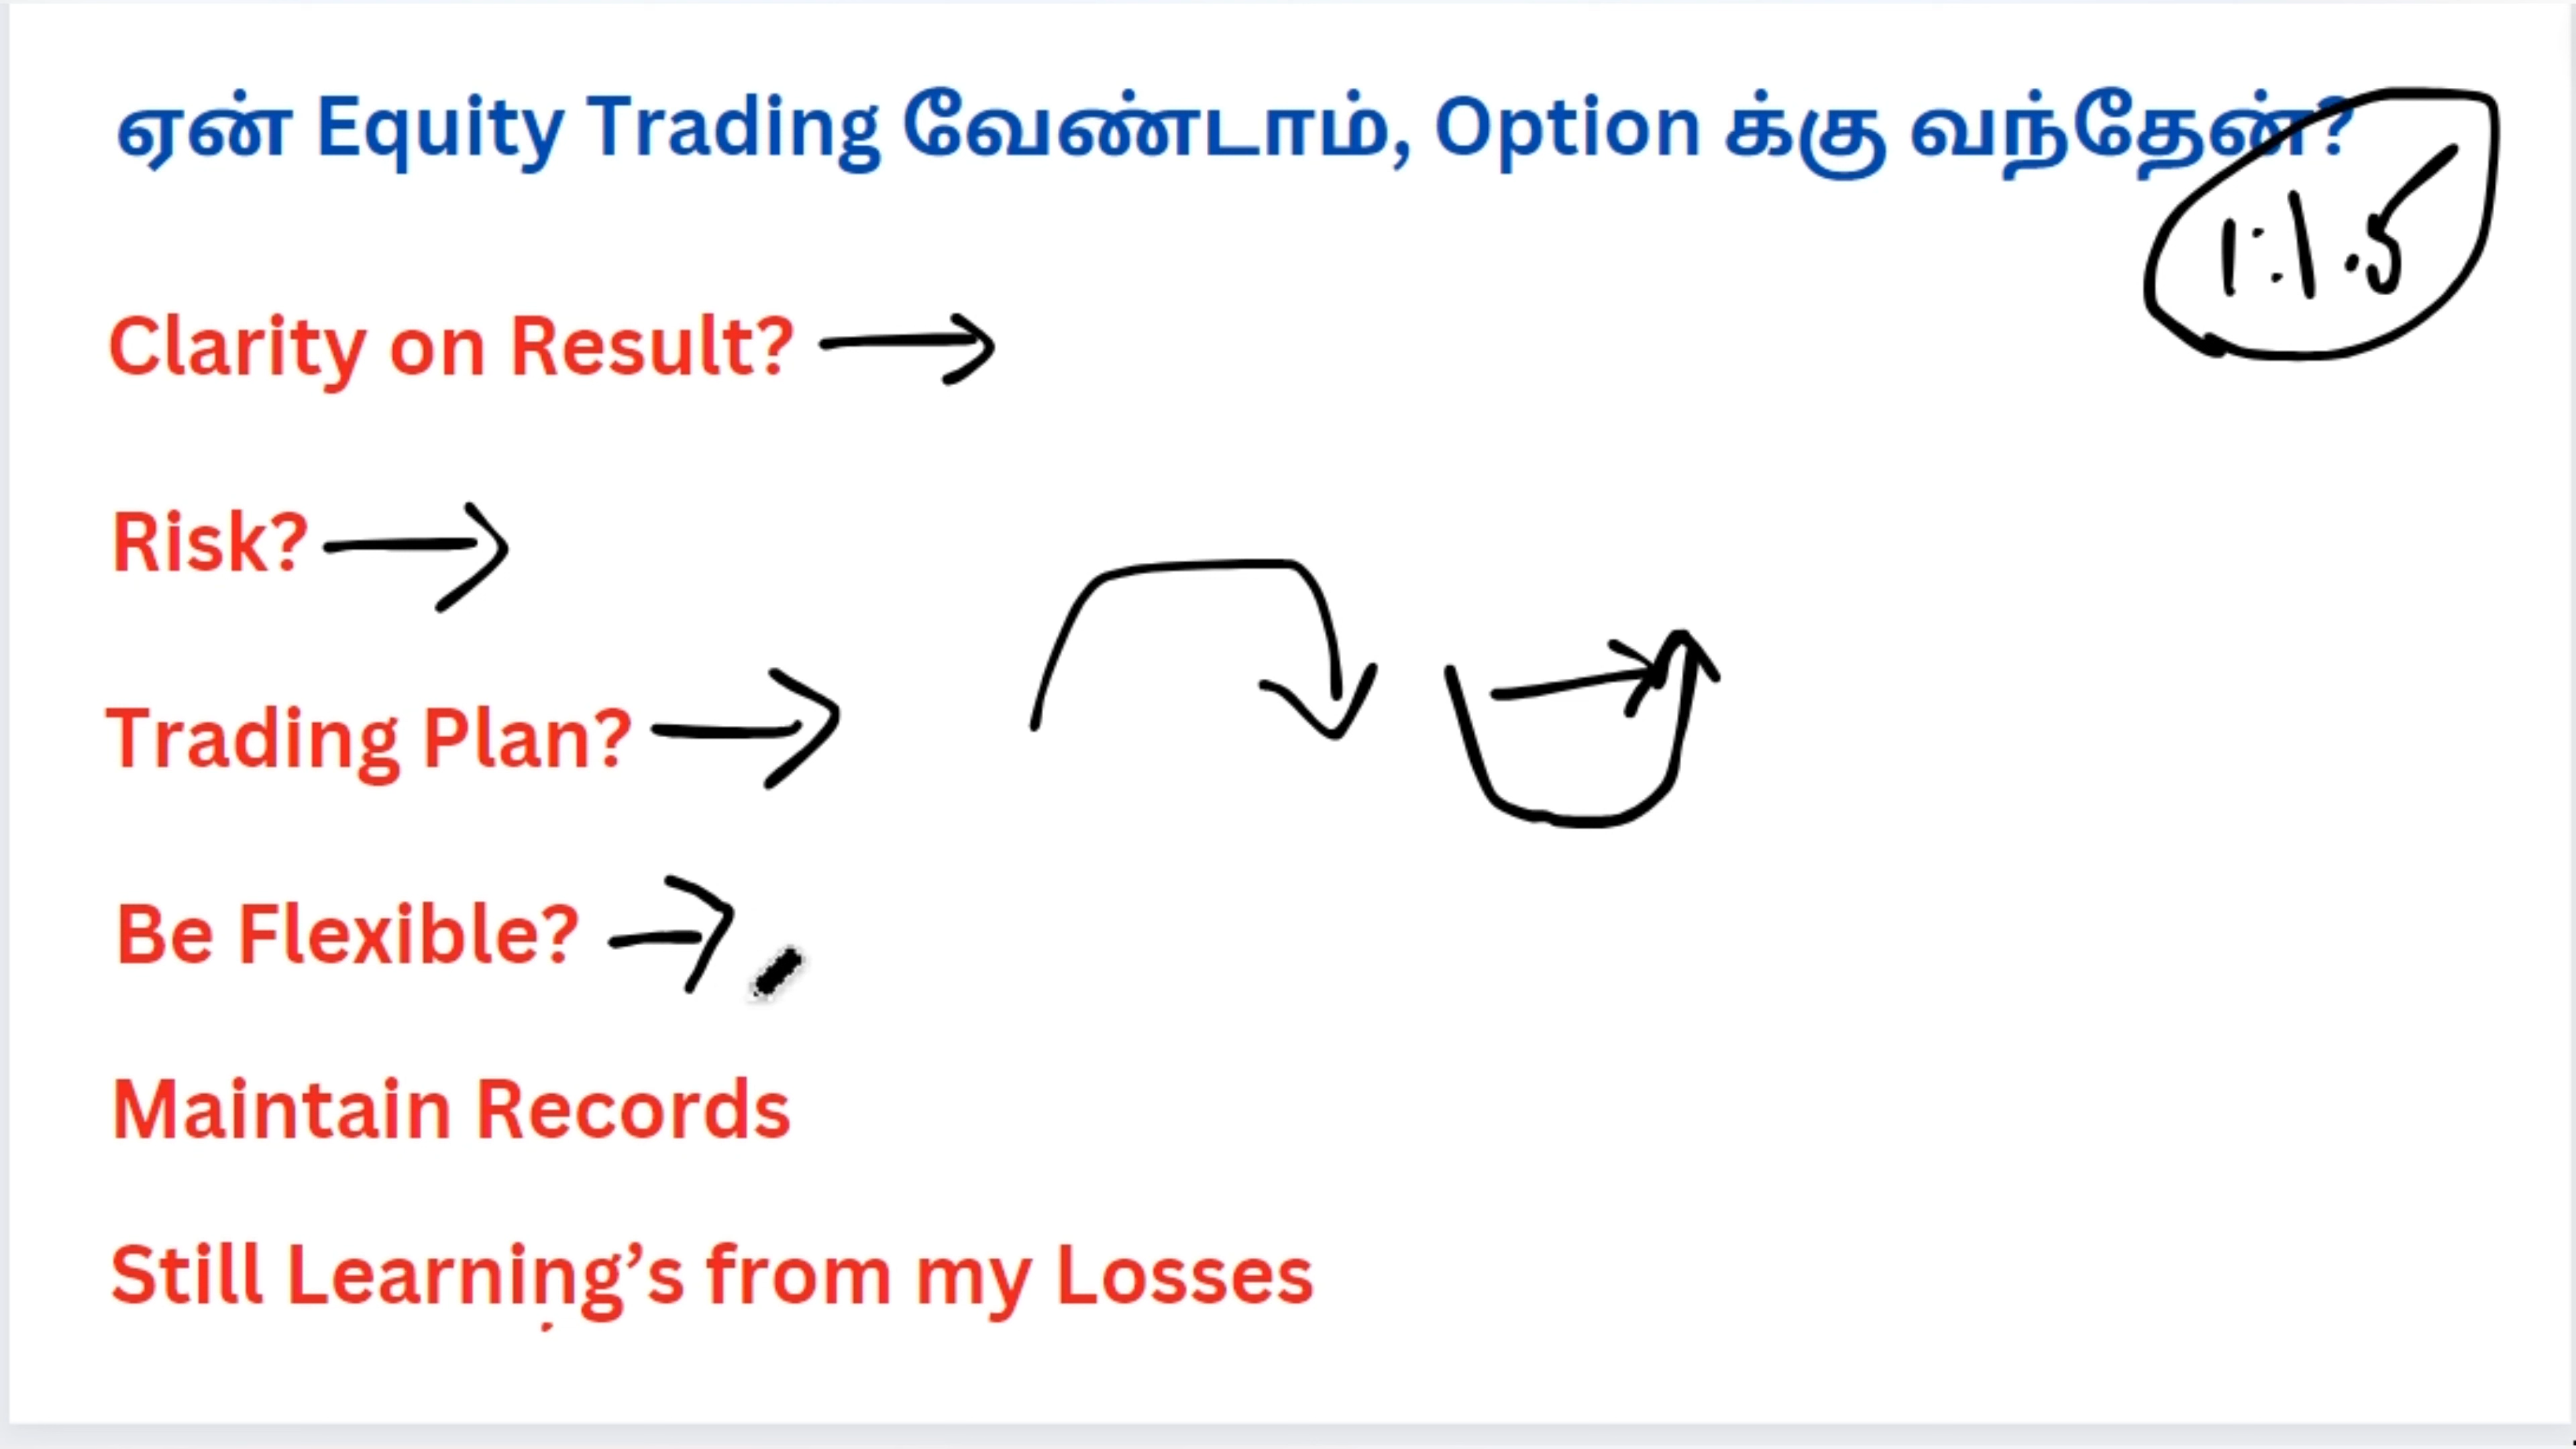 ஏன் Equity Trading வேண்டாம், Option க்கு வந்தேன்?
1:1.5
Clarity on Result?
Risk?
Trading Plan?
Be Flexible?
Maintain Records
Still Learning’s from my Losses